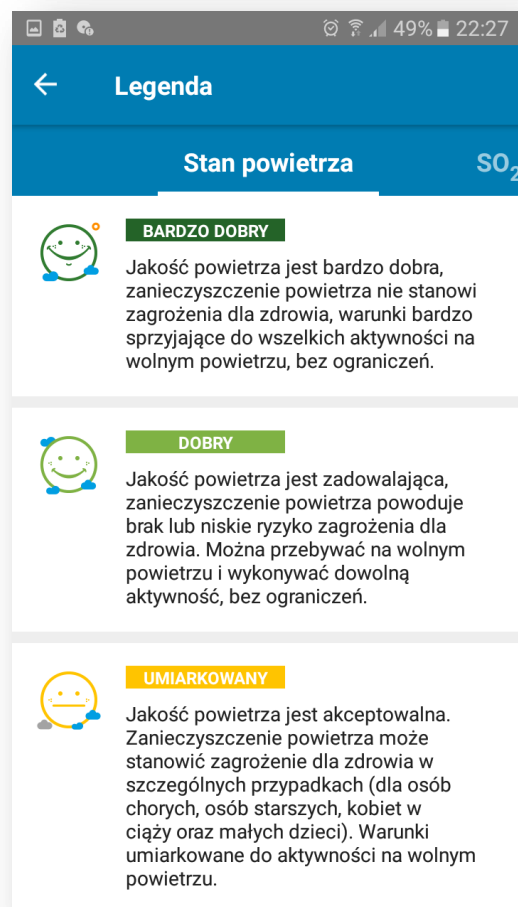 49% 22:27
Legenda
Stan powietrza SO₂
BARDZO DOBRY
Jakość powietrza jest bardzo dobra,
zanieczyszczenie powietrza nie stanowi
zagrożenia dla zdrowia, warunki bardzo
sprzyjające do wszelkich aktywności na
wolnym powietrzu, bez ograniczeń.
DOBRY
Jakość powietrza jest zadowalająca,
zanieczyszczenie powietrza powoduje
brak lub niskie ryzyko zagrożenia dla
zdrowia. Można przebywać na wolnym
powietrzu i wykonywać dowolną
aktywność, bez ograniczeń.
UMIARKOWANY
Jakość powietrza jest akceptowalna.
Zanieczyszczenie powietrza może
stanowić zagrożenie dla zdrowia w
szczególnych przypadkach (dla osób
chorych, osób starszych, kobiet w
ciąży oraz małych dzieci). Warunki
umiarkowane do aktywności na wolnym
powietrzu.